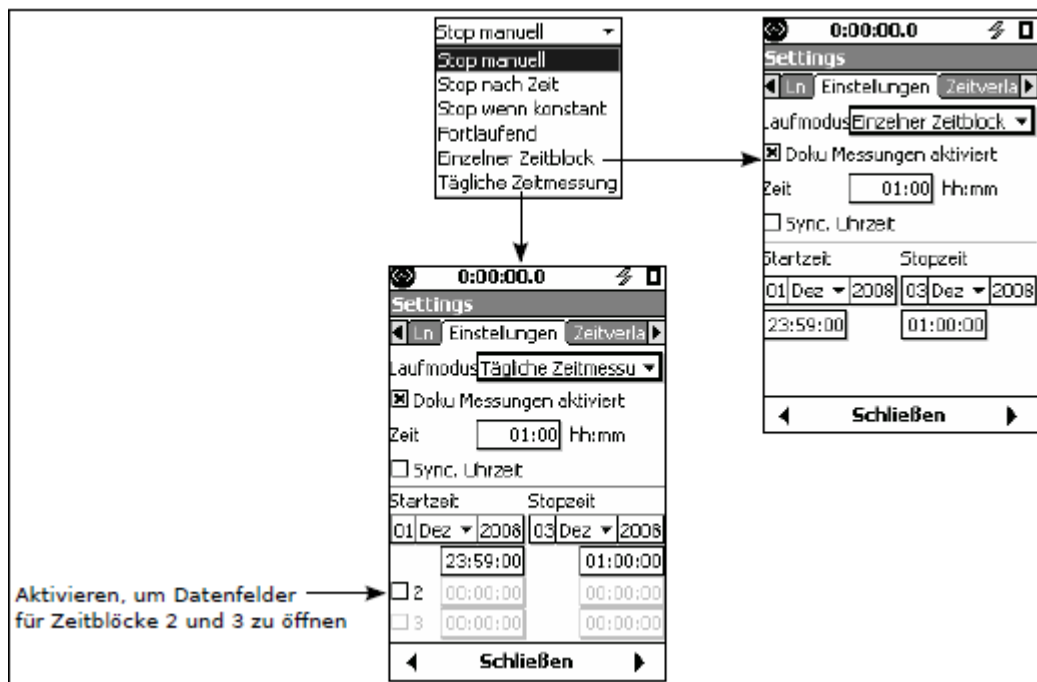 Stop manuell
Stop manuell
Stop nach Zeit
Stop wenn konstant
Fortlaufend
Einzelner Zeitblock
Tägliche Zeitmessung
0:00:00.0
Settings
Ln Einstellungen Zeitverla
Laufmodus Einzelner Zeitblock
Doku Messungen aktiviert
Zeit 01:00 hh:mm
Sync. Uhrzeit
Startzeit Stopzeit
01 Dez 2008 03 Dez 2008
23:59:00 01:00:00
Schließen
0:00:00.0
Settings
Ln Einstellungen Zeitverla
Laufmodus Tägliche Zeitmessu
Doku Messungen aktiviert
Zeit 01:00 hh:mm
Sync. Uhrzeit
Startzeit Stopzeit
01 Dez 2008 03 Dez 2008
23:59:00 01:00:00
2 00:00:00 00:00:00
3 00:00:00 00:00:00
Schließen
Aktivieren, um Datenfelder
für Zeitblöcke 2 und 3 zu öffnen